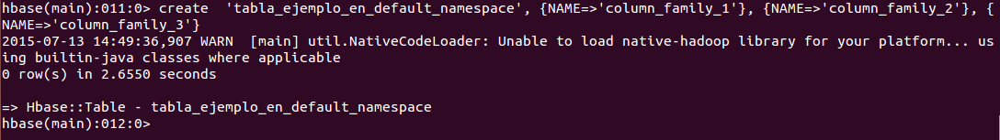 hbase(main):011:0> create  'tabla_ejemplo_en_default_namespace', {NAME=>'column_family_1'}, {NAME=>'column_family_2'}, {
NAME=>'column_family_3'}
2015-07-13 14:49:36,907 WARN  [main] util.NativeCodeLoader: Unable to load native-hadoop library for your platform... us
ing builtin-java classes where applicable
0 row(s) in 2.6550 seconds

=> Hbase::Table - tabla_ejemplo_en_default_namespace
hbase(main):012:0>